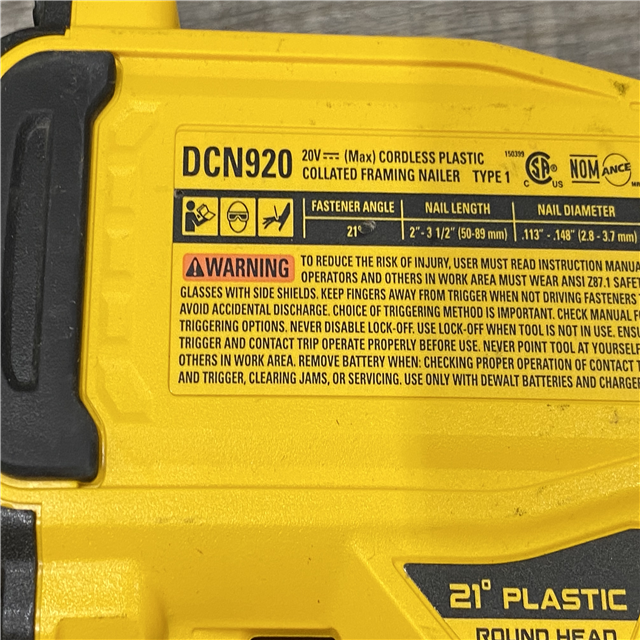 DCN920 20V⎓ (Max) CORDLESS PLASTIC COLLATED FRAMING NAILER TYPE 1
150399
C SA US
NOM ANCE
FASTENER ANGLE NAIL LENGTH NAIL DIAMETER
21° 2"- 3 1/2" (50-89 mm) .113" - .148" (2.8 - 3.7 mm)
WARNING TO REDUCE THE RISK OF INJURY, USER MUST READ INSTRUCTION
OPERATORS AND OTHERS IN WORK AREA MUST WEAR ANSI Z87.1
GLASSES WITH SIDE SHIELDS. KEEP FINGERS AWAY FROM TRIGGER WHEN NOT DRIVING FASTENERS
AVOID ACCIDENTAL DISCHARGE. CHOICE OF TRIGGERING METHOD IS IMPORTANT. CHECK MANUAL
TRIGGERING OPTIONS. NEVER DISABLE LOCK-OFF. USE LOCK-OFF WHEN TOOL IS NOT IN USE.
TRIGGER AND CONTACT TRIP OPERATE PROPERLY BEFORE USE. NEVER POINT TOOL AT
OTHERS IN WORK AREA. REMOVE BATTERY WHEN: CHECKING PROPER OPERATION OF CONTACT
AND TRIGGER, CLEARING JAMS, OR SERVICING. USE ONLY WITH DEWALT BATTERIES AND
21° PLASTIC
ROUND HEAD